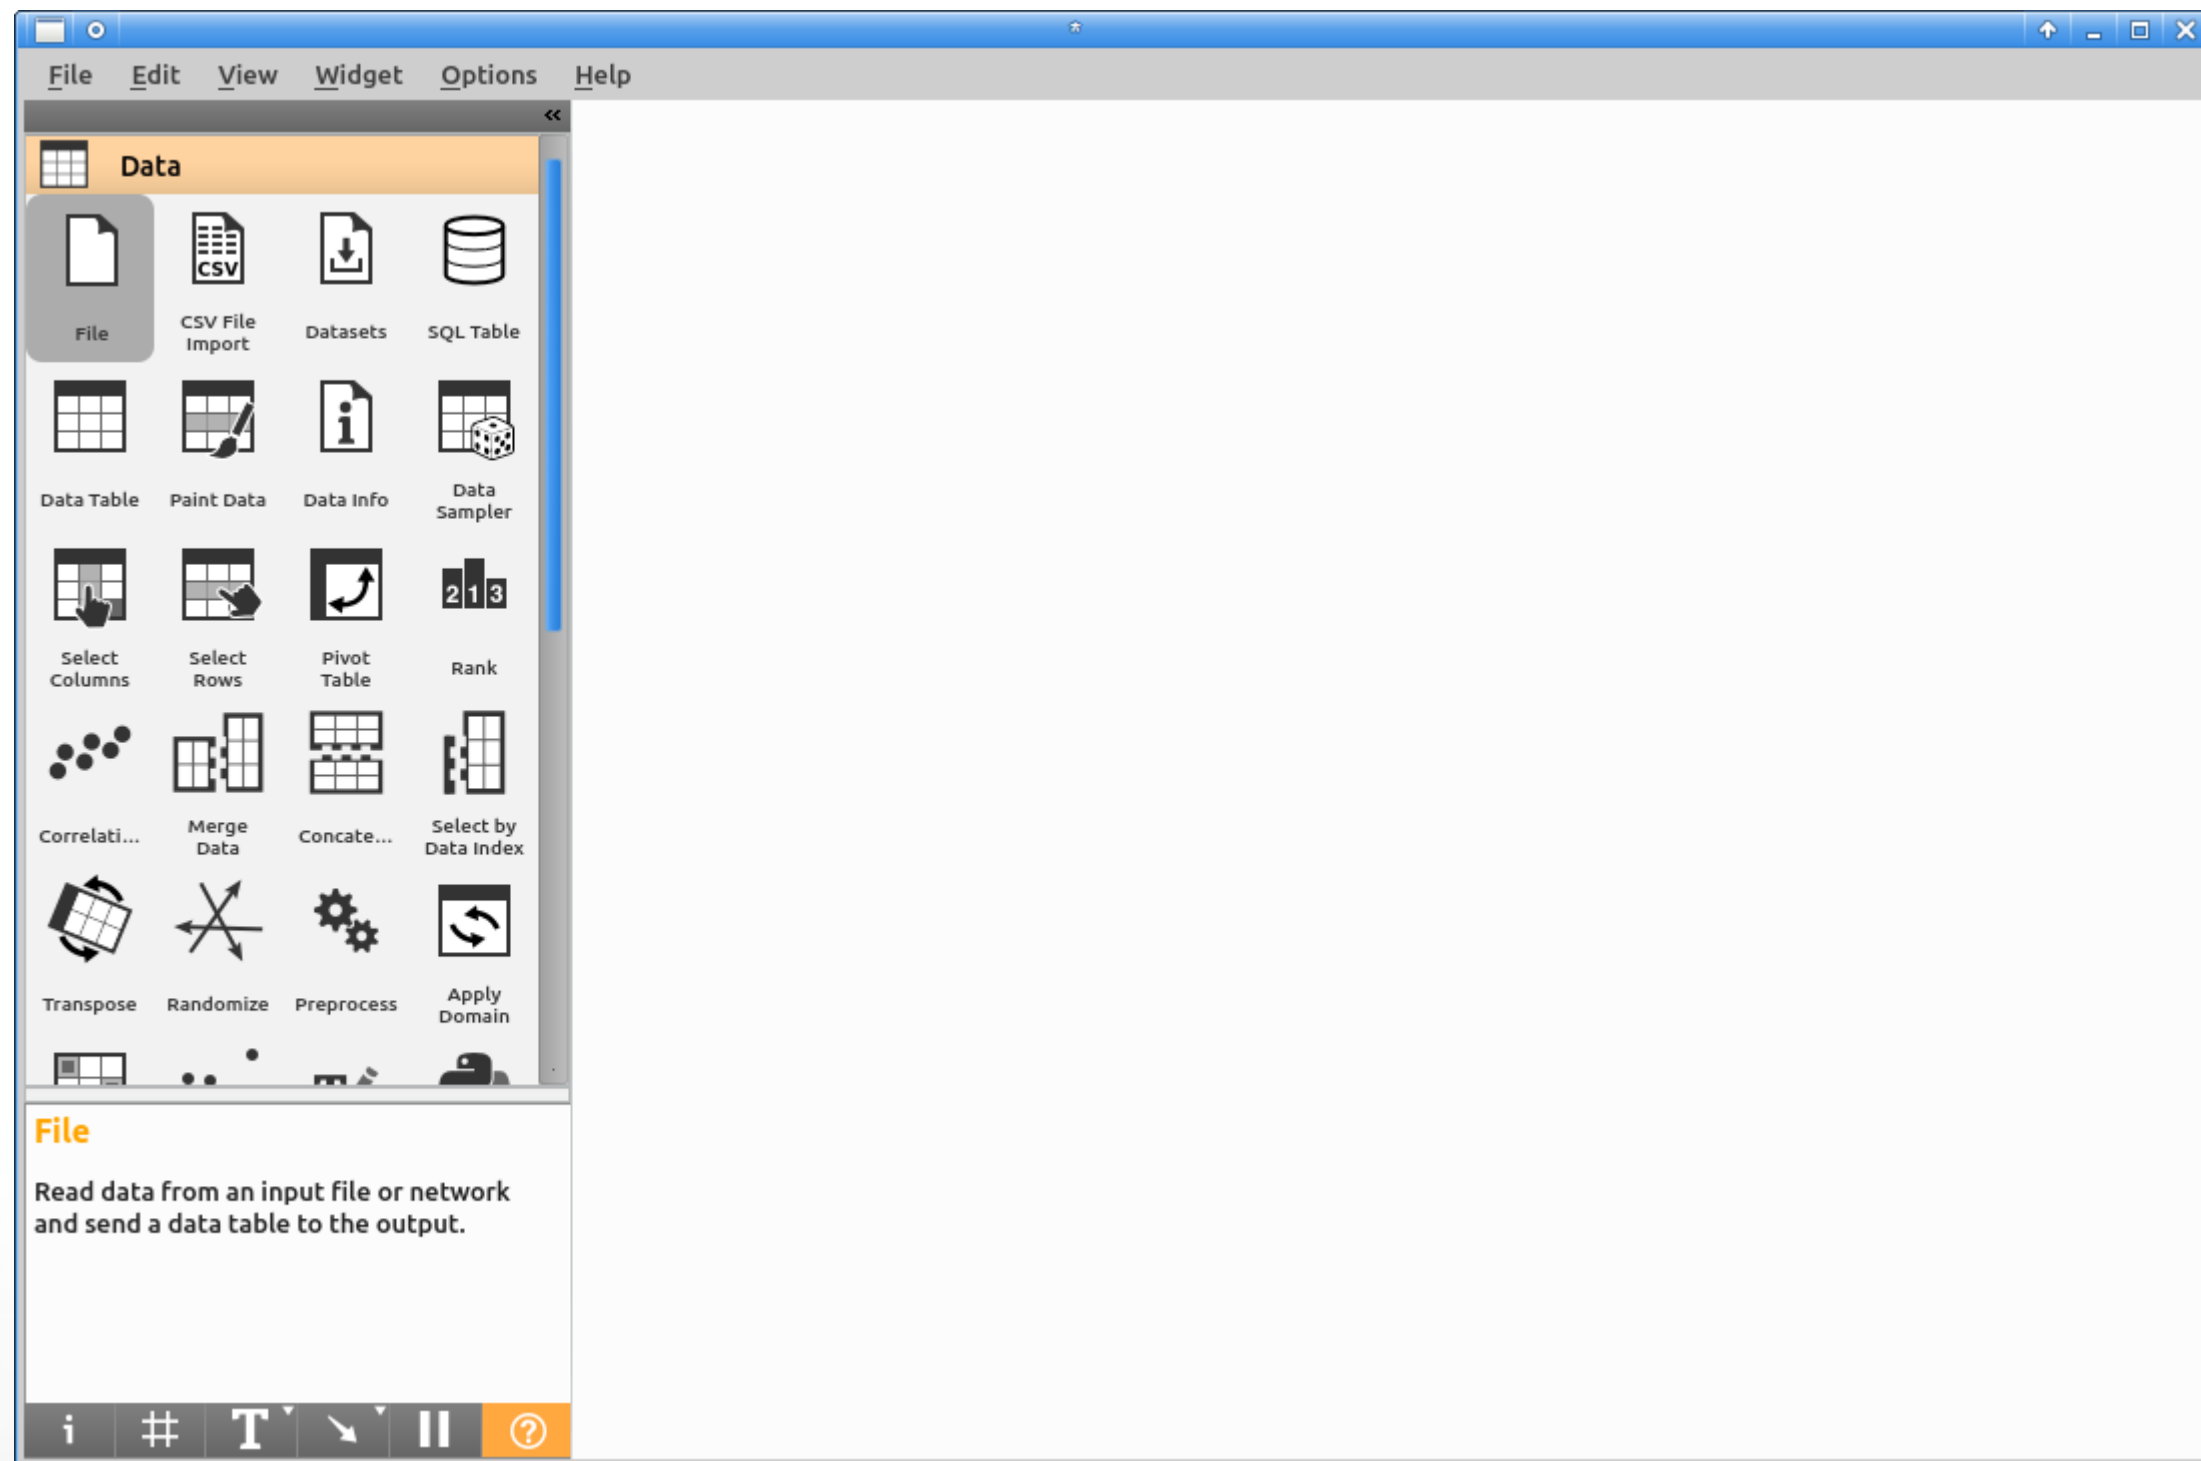 File Edit View Widget Options Help
Data
CSV
File
CSV File
Import
Datasets
SQL Table
Data Table
Paint Data
Data Info
Data
Sampler
2 1 3
Select
Columns
Select
Rows
Pivot
Table
Rank
Correlati...
Merge
Data
Concate...
Select by
Data Index
Transpose
Randomize
Preprocess
Apply
Domain
File
Read data from an input file or network
and send a data table to the output.